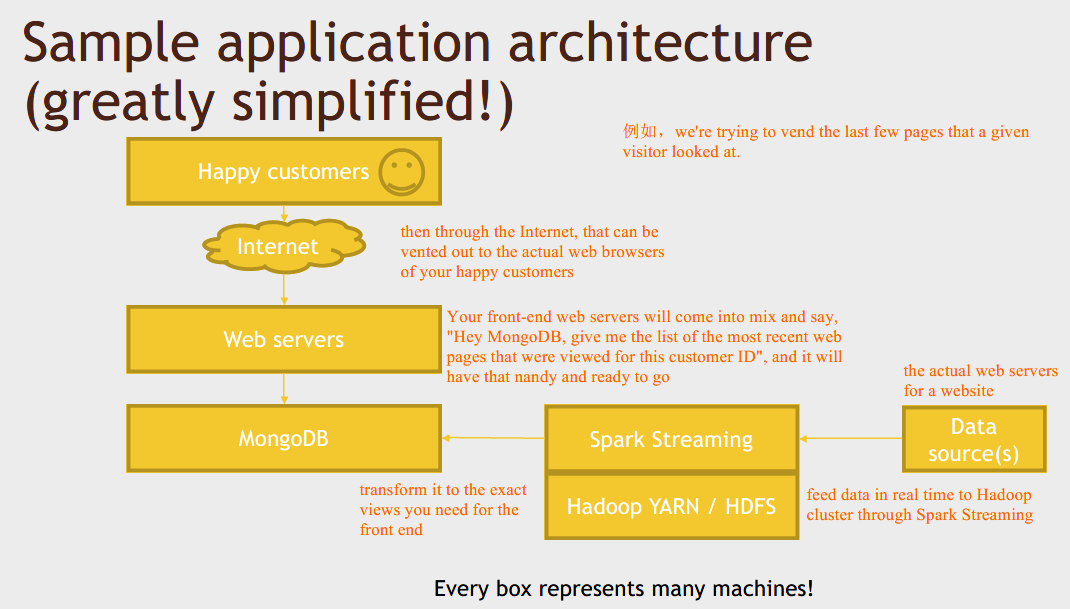 Sample application architecture
(greatly simplified!)
例如，we're trying to vend the last few pages that a given
visitor looked at.
Happy customers
Internet
then through the Internet, that can be
vented out to the actual web browsers
of your happy customers
Web servers
Your front-end web servers will come into mix and say,
"Hey MongoDB, give me the list of the most recent web
pages that were viewed for this customer ID", and it will
have that nandy and ready to go
the actual web servers
for a website
MongoDB
Spark Streaming
Data
source(s)
transform it to the exact
views you need for the
front end
Hadoop YARN / HDFS
feed data in real time to Hadoop
cluster through Spark Streaming
Every box represents many machines!